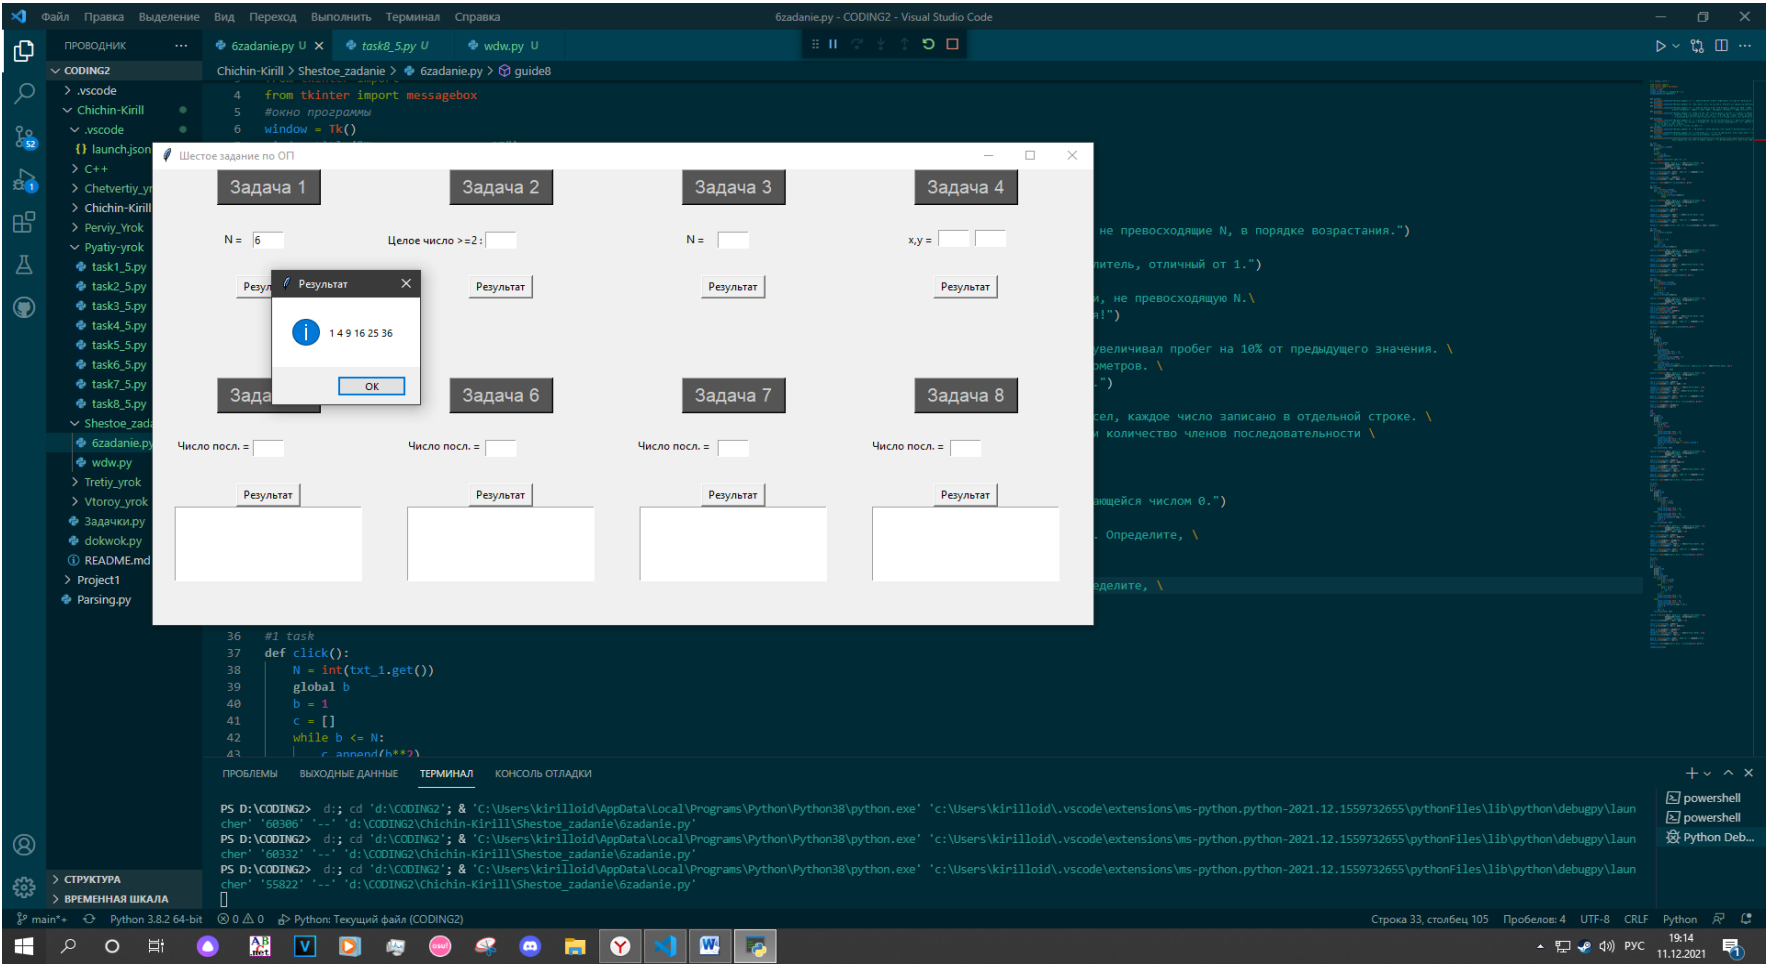 Файл Правка Выделение Вид Переход Выполнить Терминал Справка
6zadanie.py - CODING2 - Visual Studio Code
ПРОВОДНИК ...
6zadanie.py U
task8_5.py U
wdw.py U
CODING2
Chichin-Kirill > Shestoe_zadanie > 6zadanie.py > guide8
.vscode
Chichin-Kirill
.vscode
launch.json
C++
Chetvertiy_yr
Chichin-Kirill
Perviy_Yrok
Pyatiy-yrok
task1_5.py
task2_5.py
task3_5.py
task4_5.py
task5_5.py
task6_5.py
task7_5.py
task8_5.py
Shestoe_zada
6zadanie.py
wdw.py
Tretiy_yrok
Vtoroy_yrok
Задачки.py
dokwok.py
README.md
Project1
Parsing.py
СТРУКТУРА
ВРЕМЕННАЯ ШКАЛА
4 from tkinter import messagebox
5 #окно программы
6 window = Tk()
Шестое задание по ОП
Задача 1 Задача 2 Задача 3 Задача 4
N = 6 Целое число >=2 : N = x,y =
Резул Результат Результат Результат
Результат
1 4 9 16 25 36
OK
Зада Задача 6 Задача 7 Задача 8
Число посл. = Число посл. = Число посл. = Число посл. =
Результат Результат Результат Результат
не превосходящие N, в порядке возрастания.")
литель, отличный от 1.")
и, не превосходящую N.\
я!")
увеличивал пробег на 10% от предыдущего значения. \
ометров. \
.")
сел, каждое число записано в отдельной строке. \
и количество членов последовательности \
ающейся числом 0.")
. Определите, \
еделите, \
36 #1 task
37 def click():
38 N = int(txt_1.get())
39 global b
40 b = 1
41 c = []
42 while b <= N:
43 c.append(b**2)
ПРОБЛЕМЫ ВЫХОДНЫЕ ДАННЫЕ ТЕРМИНАЛ КОНСОЛЬ ОТЛАДКИ
PS D:\CODING2> d:; cd 'd:\CODING2'; & 'C:\Users\kirilloid\AppData\Local\Programs\Python\Python38\python.exe' 'c:\Users\kirilloid\.vscode\extensions\ms-python.python-2021.12.1559732655\pythonFiles\lib\python\debugpy\laun
cher' '60306' '--' 'd:\CODING2\Chichin-Kirill\Shestoe_zadanie\6zadanie.py'
PS D:\CODING2> d:; cd 'd:\CODING2'; & 'C:\Users\kirilloid\AppData\Local\Programs\Python\Python38\python.exe' 'c:\Users\kirilloid\.vscode\extensions\ms-python.python-2021.12.1559732655\pythonFiles\lib\python\debugpy\laun
cher' '60332' '--' 'd:\CODING2\Chichin-Kirill\Shestoe_zadanie\6zadanie.py'
PS D:\CODING2> d:; cd 'd:\CODING2'; & 'C:\Users\kirilloid\AppData\Local\Programs\Python\Python38\python.exe' 'c:\Users\kirilloid\.vscode\extensions\ms-python.python-2021.12.1559732655\pythonFiles\lib\python\debugpy\laun
cher' '55822' '--' 'd:\CODING2\Chichin-Kirill\Shestoe_zadanie\6zadanie.py'
powershell
powershell
Python Deb...
52
1
main*+ Python 3.8.2 64-bit 0 0 Python: Текущий файл (CODING2)
Строка 33, столбец 105 Пробелов: 4 UTF-8 CRLF Python
РУС
19:14
11.12.2021